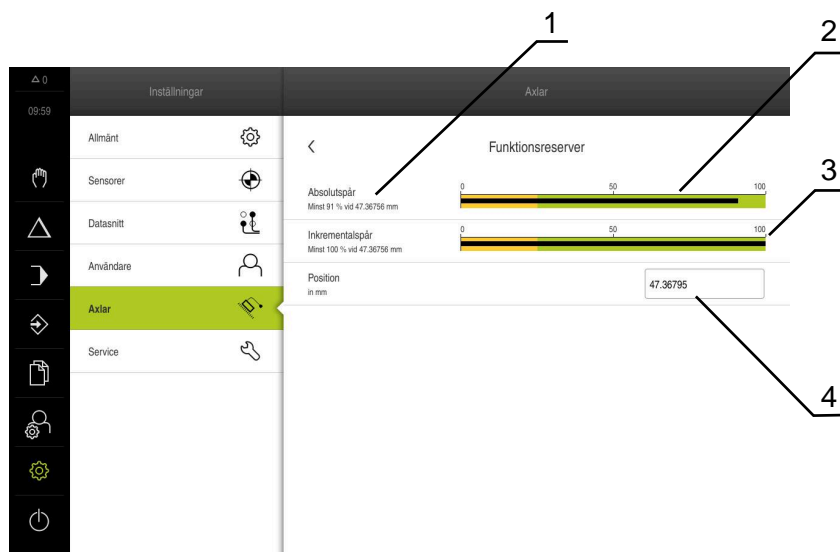 1
2
3
4
△ 0
09:59
Inställningar
Axlar
Allmänt
Sensorer
Datasnitt
Användare
Axlar
Service
Funktionsreserver
Absolutspår
Minst 91 % vid 47.36756 mm
0 50 100
Inkrementalspår
Minst 100 % vid 47.36756 mm
0 50 100
Position
in mm
47.36795